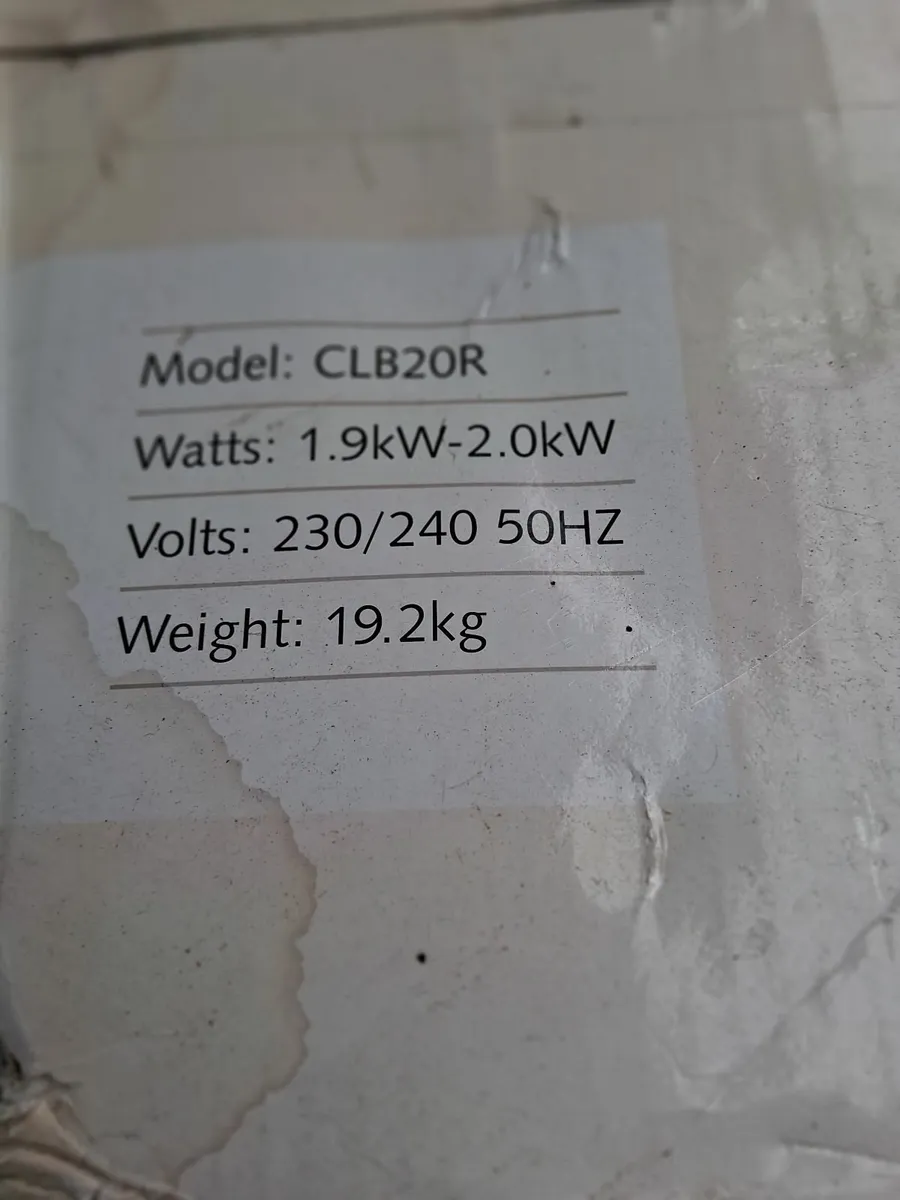 Model: CLB20R
Watts: 1.9kW-2.0kW
Volts: 230/240 50HZ
Weight: 19.2kg